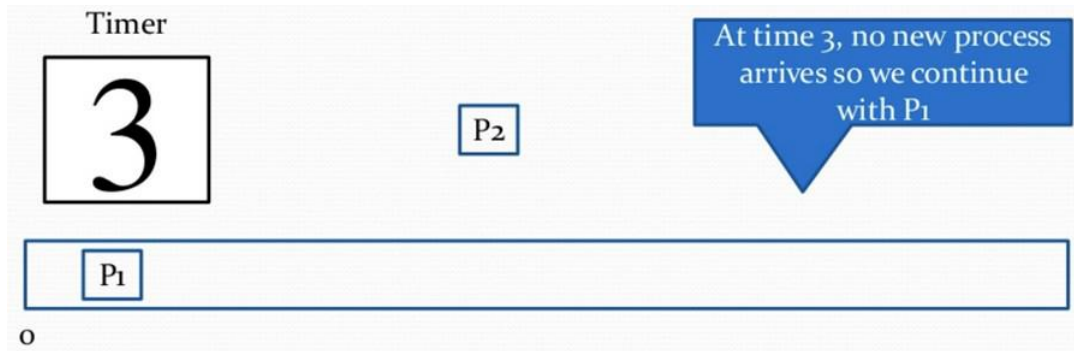 Timer
3
P2
At time 3, no new process
arrives so we continue
with P1
P1
0